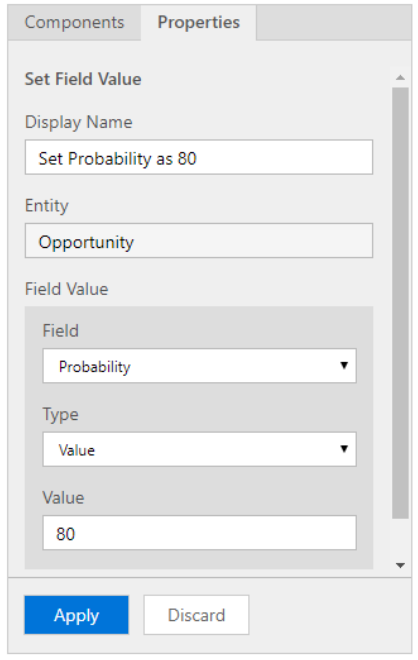 Components Properties
Set Field Value
Display Name
Set Probability as 80
Entity
Opportunity
Field Value
Field
Probability
Type
Value
Value
80
Apply Discard